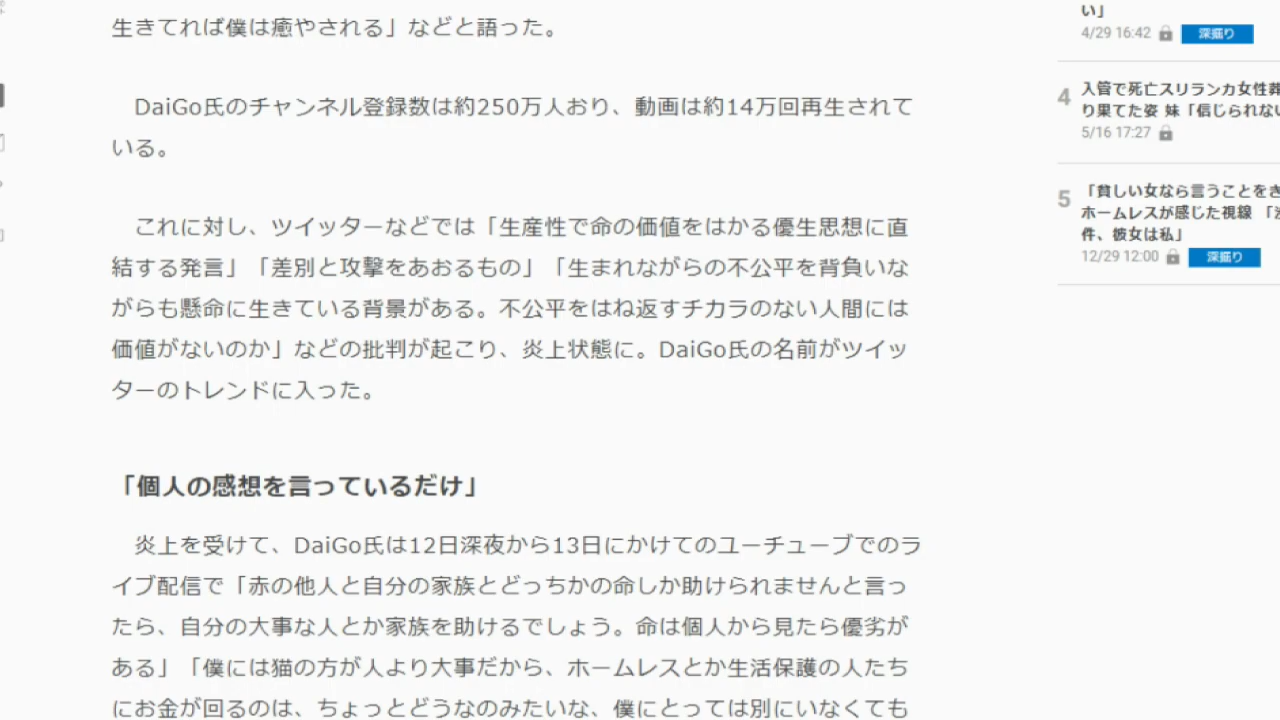 生きてれば僕は癒やされる」などと語った。
DaiGo氏のチャンネル登録数は約250万人おり、動画は約14万回再生されて
いる。
これに対し、ツイッターなどでは「生産性で命の価値をはかる優生思想に直
結する発言」「差別と攻撃をあおるもの」「生まれながらの不公平を背負いな
がらも懸命に生きている背景がある。不公平をはね返すチカラのない人間には
価値がないのか」などの批判が起こり、炎上状態に。DaiGo氏の名前がツイッ
ターのトレンドに入った。
「個人の感想を言っているだけ」
炎上を受けて、DaiGo氏は12日深夜から13日にかけてのユーチューブでのラ
イブ配信で「赤の他人と自分の家族とどっちかの命しか助けられませんと言っ
たら、自分の大事な人とか家族を助けるでしょう。命は個人から見たら優劣が
ある」「僕には猫の方が人より大事だから、ホームレスとか生活保護の人たち
にお金が回るのは、ちょっとどうなのみたいな、僕にとっては別にいなくても
い」
4/29 16:42 深掘り
4 入管で死亡スリランカ女性葬
り果てた姿 妹「信じられない
5/16 17:27
5 「貧しい女なら言うことをき
ホームレスが感じた視線 「渋
件、彼女は私」
12/29 12:00 深掘り